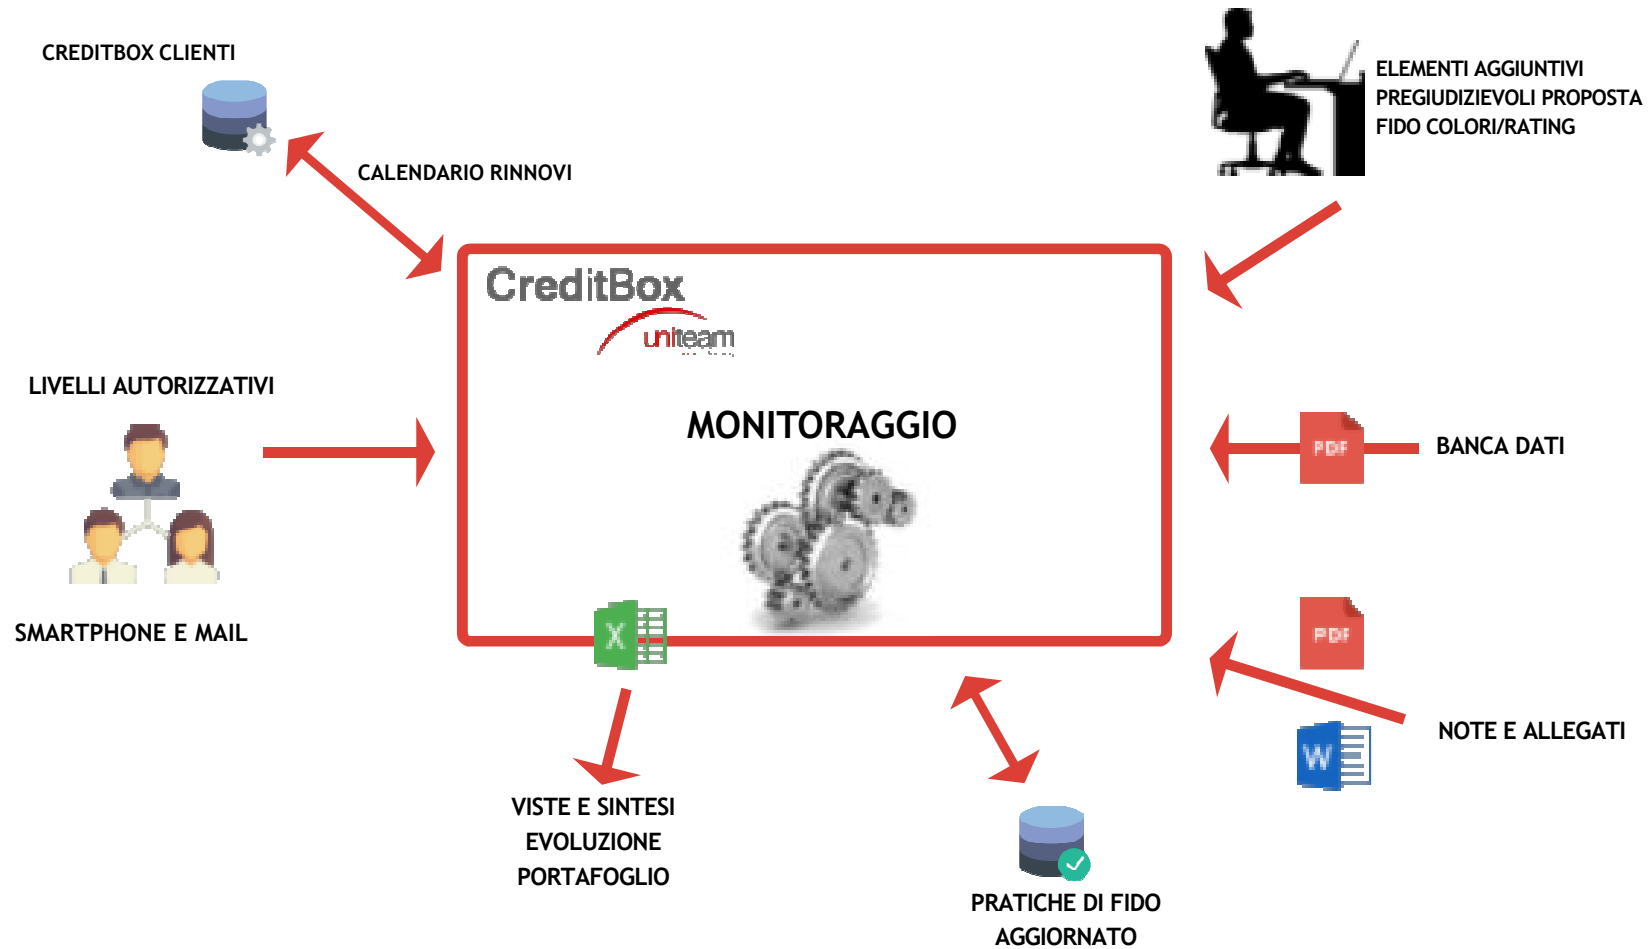 CREDITBOX CLIENTI
ELEMENTI AGGIUNTIVI
PREGIUDIZIEVOLI PROPOSTA
FIDO COLORI/RATING
CALENDARIO RINNOVI
CreditBox
uniteam
LIVELLI AUTORIZZATIVI
MONITORAGGIO
PDF
BANCA DATI
SMARTPHONE E MAIL
X
PDF
NOTE E ALLEGATI
W
VISTE E SINTESI
EVOLUZIONE
PORTAFOGLIO
PRATICHE DI FIDO
AGGIORNATO